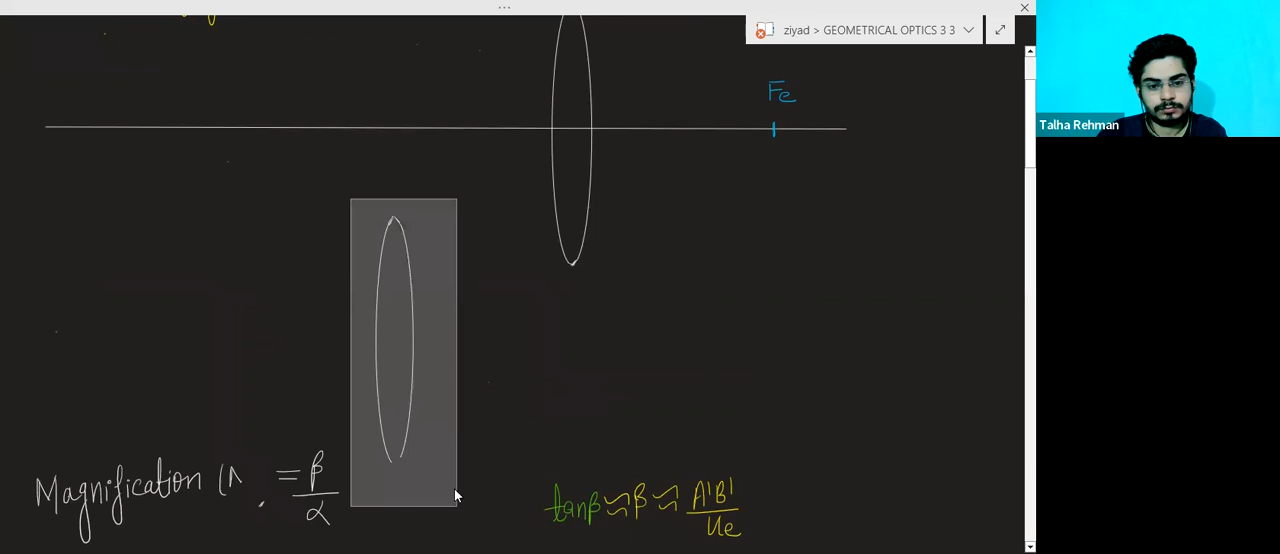 ziyad > GEOMETRICAL OPTICS 3 3
Talha Rehman
Fe
Magnification (M = β/α
tanβ ≈ β ≈ A'B'/Ue